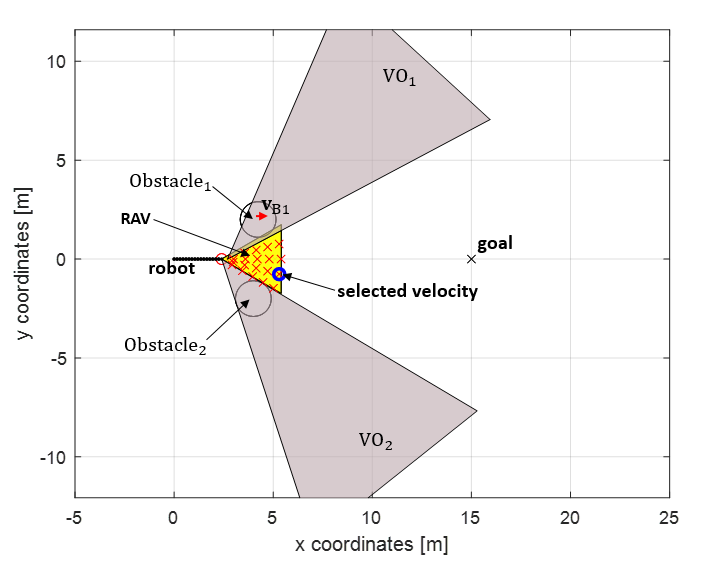 10
VO₁
5
Obstacle₁
v_B1
RAV
goal
0
robot
selected velocity
Obstacle₂
-5
VO₂
-10
y coordinates [m]
-5 0 5 10 15 20 25
x coordinates [m]